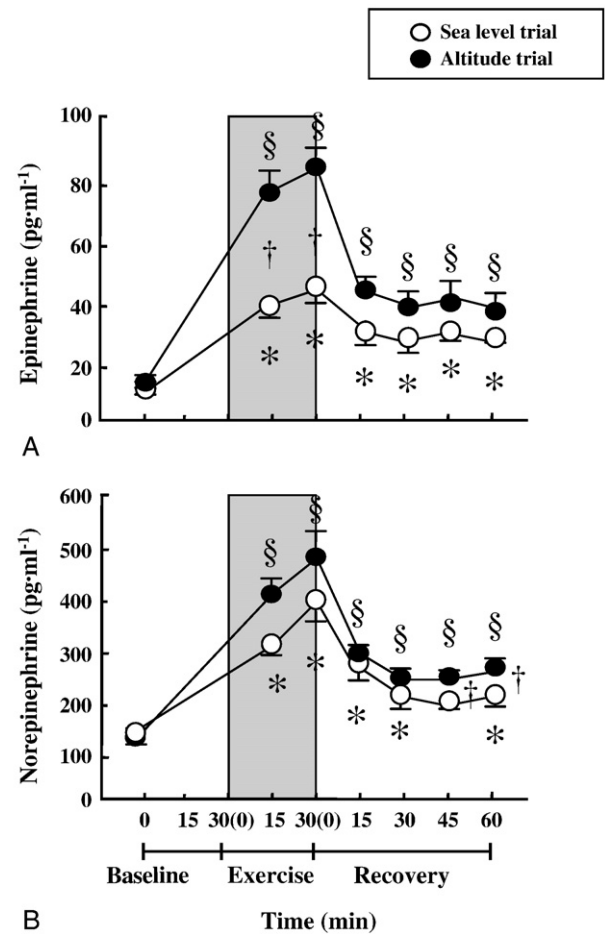 Sea level trial
Altitude trial
Epinephrine (pg·ml-1)
100
80
60
40
20
0
§ §
† †
§ § § §
* * * * * *
A
Norepinephrine (pg·ml-1)
600
500
400
300
200
100
0
§ §
§ § § §
‡ †
* * * * *
0 15 30(0) 15 30(0) 15 30 45 60
Baseline Exercise Recovery
B
Time (min)